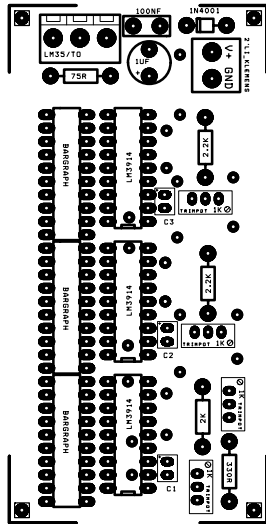 100NF
1N4001
LM35/TO
1UF
+
V+
GND
2'LI_KLEMENS
75R
BARGRAPH
LM3914
2.2K
C3
TRIMPOT 1K
BARGRAPH
LM3914
2.2K
C2
TRIMPOT 1K
BARGRAPH
LM3914
2K
1K
TRIMPOT
C1
1K
TRIMPOT
330R